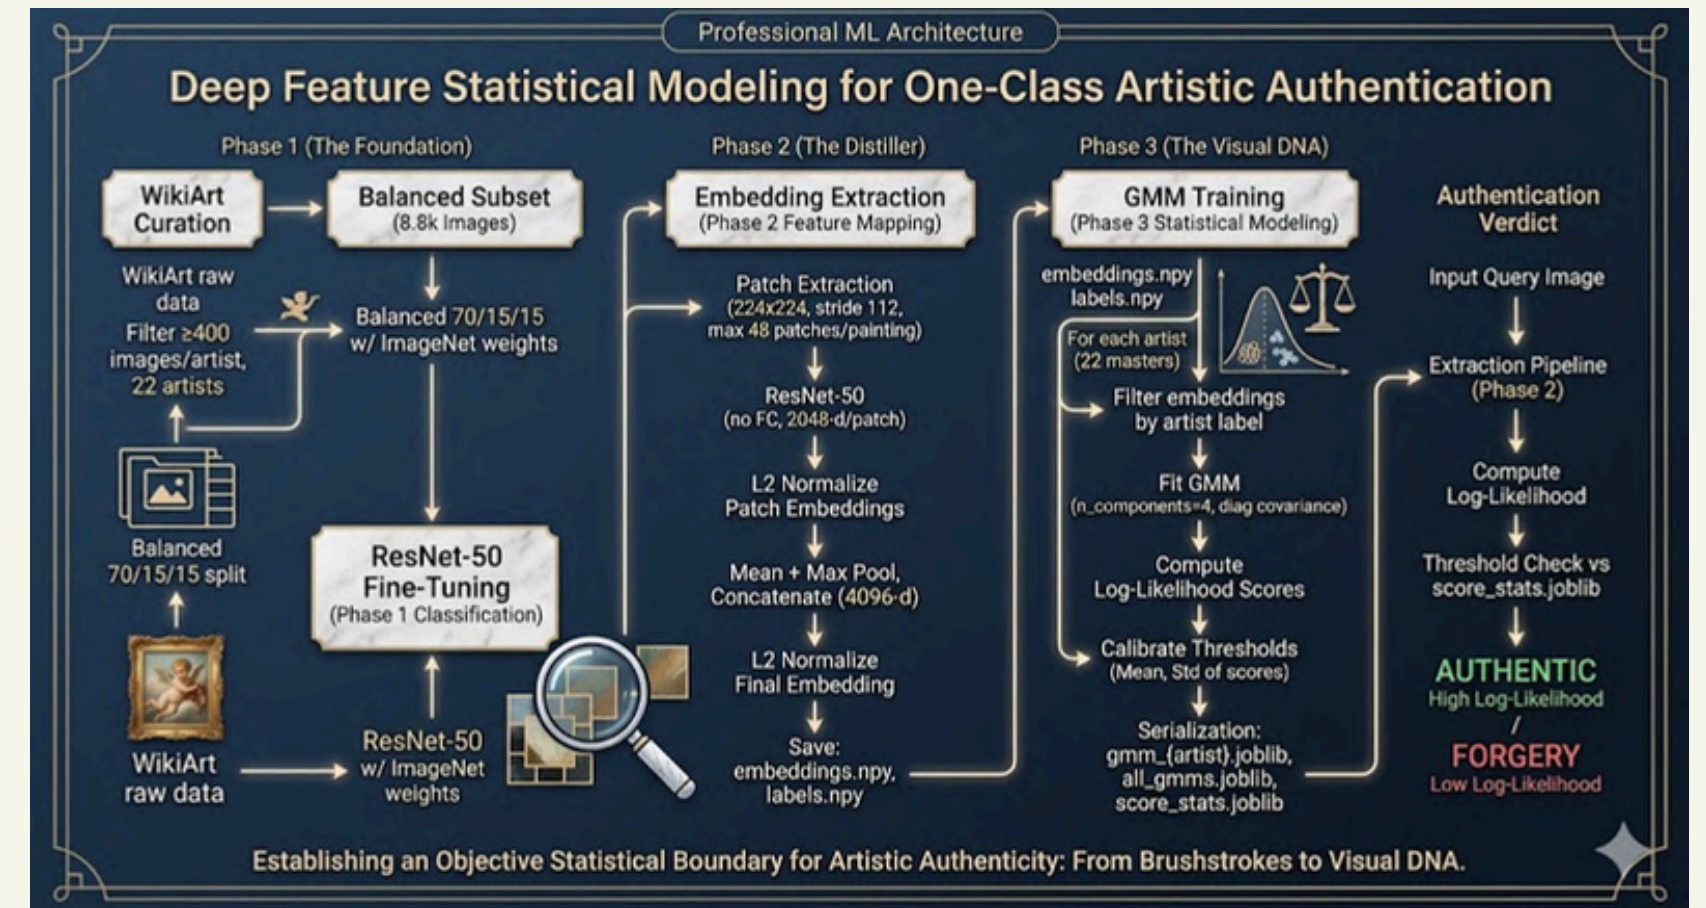 Professional ML Architecture
Deep Feature Statistical Modeling for One-Class Artistic Authentication
Phase 1 (The Foundation)
WikiArt
Curation
Balanced Subset
(8.8k Images)
WikiArt raw
data
Filter ≥400
images/artist,
22 artists
Balanced 70/15/15
w/ ImageNet weights
Balanced
70/15/15 split
ResNet-50
Fine-Tuning
(Phase 1 Classification)
WikiArt
raw data
ResNet-50
w/ ImageNet
weights
Phase 2 (The Distiller)
Embedding Extraction
(Phase 2 Feature Mapping)
Patch Extraction
(224x224, stride 112,
max 48 patches/painting)
ResNet-50
(no FC, 2048-d/patch)
L2 Normalize
Patch Embeddings
Mean + Max Pool,
Concatenate (4096-d)
L2 Normalize
Final Embedding
Save:
embeddings.npy,
labels.npy
Phase 3 (The Visual DNA)
GMM Training
(Phase 3 Statistical Modeling)
embeddings.npy
labels.npy
For each artist
(22 masters)
Filter embeddings
by artist label
Fit GMM
(n_components=4, diag covariance)
Compute
Log-Likelihood Scores
Calibrate Thresholds
(Mean, Std of scores)
Serialization:
gmm_{artist}.joblib,
all_gmms.joblib,
score_stats.joblib
Authentication
Verdict
Input Query Image
Extraction Pipeline
(Phase 2)
Compute
Log-Likelihood
Threshold Check vs
score_stats.joblib
AUTHENTIC
High Log-Likelihood
/
FORGERY
Low Log-Likelihood
Establishing an Objective Statistical Boundary for Artistic Authenticity: From Brushstrokes to Visual DNA.